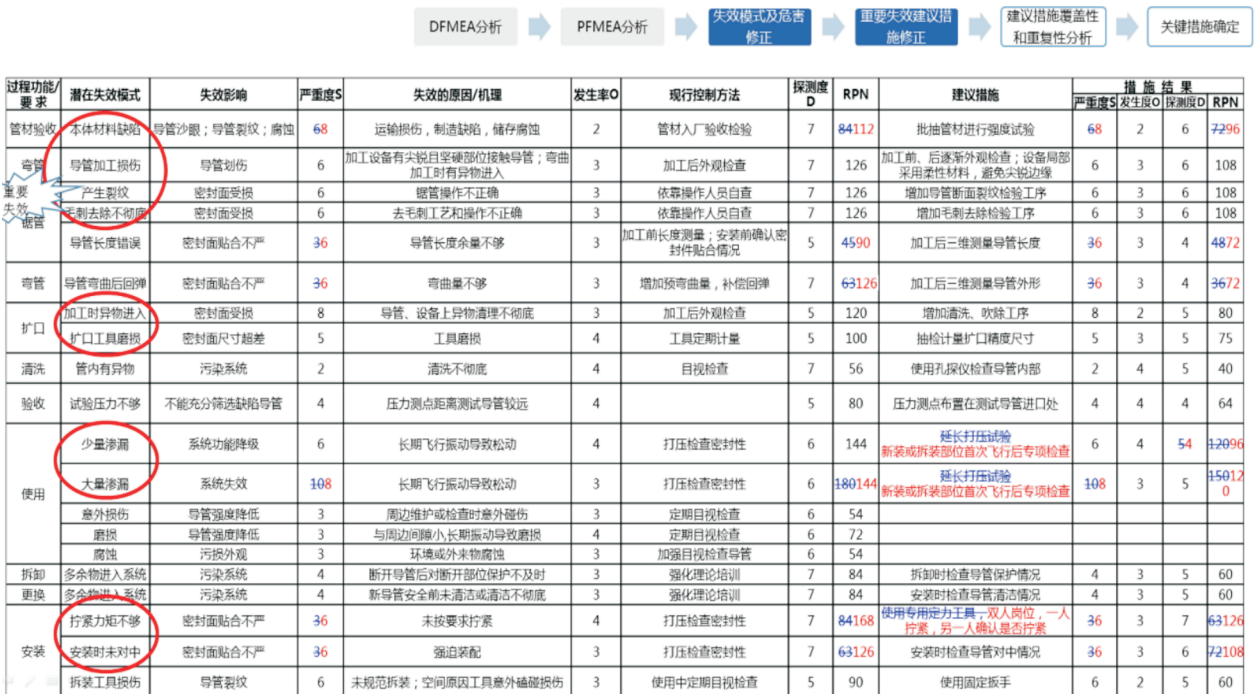 DFMEA分析
PFMEA分析
失效模式及危害
修正
重要失效建议措
施修正
建议措施覆盖性
和重复性分析
关键措施确定
过程功能/要求 潜在失效模式 失效影响 严重度S 失效的原因/机理 发生率O 现行控制方法 探测度D RPN 建议措施 措施结果
严重度S 发生度O 探测度D RPN
管材验收 本体材料缺陷 导管沙眼；导管裂纹；腐蚀 68 运输损伤，制造缺陷，储存腐蚀 2 管材入厂验收检验 7 84112 批抽管材进行强度试验 68 2 6 7296
弯管 导管加工损伤 导管划伤 6 加工设备有尖锐且坚硬部位接触导管；弯曲加工时有异物进入 3 加工后外观检查 7 126 加工前、后逐渐外观检查；设备局部采用柔性材料，避免尖锐边缘 6 3 6 108
重要
失效
锯管 产生裂纹 密封面受损 6 锯管操作不正确 3 依靠操作人员自查 7 126 增加导管断面裂纹检验工序 6 3 6 108
毛刺去除不彻底 密封面受损 6 去毛刺工艺和操作不正确 3 依靠操作人员自查 7 126 增加毛刺去除检验工序 6 3 6 108
导管长度错误 密封面贴合不严 36 导管长度余量不够 3 加工前长度测量；安装前确认密封件贴合情况 5 4590 加工后三维测量导管长度 36 3 4 4872
弯管 导管弯曲后回弹 密封面贴合不严 36 弯曲量不够 3 增加预弯曲量，补偿回弹 7 63126 加工后三维测量导管外形 36 3 4 3672
扩口 加工时异物进入 密封面受损 8 导管、设备上异物清理不彻底 3 加工后外观检查 5 120 增加清洗、吹除工序 8 2 5 80
扩口工具磨损 密封面尺寸超差 5 工具磨损 4 工具定期计量 5 100 抽检计量扩口精度尺寸 5 3 5 75
清洗 管内有异物 污染系统 2 清洗不彻底 4 目视检查 7 56 使用孔探仪检查导管内部 2 4 5 40
验收 试验压力不够 不能充分筛选缺陷导管 4 压力测点距离测试导管较远 4 5 80 压力测点布置在测试导管进口处 4 4 4 64
使用 少量渗漏 系统功能降级 6 长期飞行振动导致松动 4 打压检查密封性 6 144 延长打压试验 新装或拆装部位首次飞行后专项检查 6 4 54 12096
大量渗漏 系统失效 108 长期飞行振动导致松动 3 打压检查密封性 6 180144 延长打压试验 新装或拆装部位首次飞行后专项检查 108 3 5 150120
意外损伤 导管强度降低 3 周边维护或检查时意外碰伤 3 定期目视检查 6 54
磨损 导管强度降低 3 与周边间隙小,长期振动导致磨损 4 定期目视检查 6 72
腐蚀 污损外观 3 环境或外来物腐蚀 3 加强目视检查导管 6 54
拆卸 多余物进入系统 污染系统 4 断开导管后对断开部位保护不及时 3 强化理论培训 7 84 拆卸时检查导管保护情况 4 3 5 60
更换 多余物进入系统 污染系统 4 新导管安全前未清洁或清洁不彻底 3 强化理论培训 7 84 安装时检查导管清洁情况 4 3 5 60
安装 拧紧力矩不够 密封面贴合不严 36 未按要求拧紧 4 打压检查密封性 7 84168 使用专用定力工具，双人岗位，一人拧紧，另一人确认是否拧紧 36 3 7 63126
安装时未对中 密封面贴合不严 36 强迫装配 3 打压检查密封性 7 63126 安装时检查导管对中情况 36 3 6 72108
拆装工具损伤 导管裂纹 6 未规范拆装；空间原因工具意外磕碰损伤 3 使用中定期目视检查 5 90 使用固定扳手 6 2 5 60